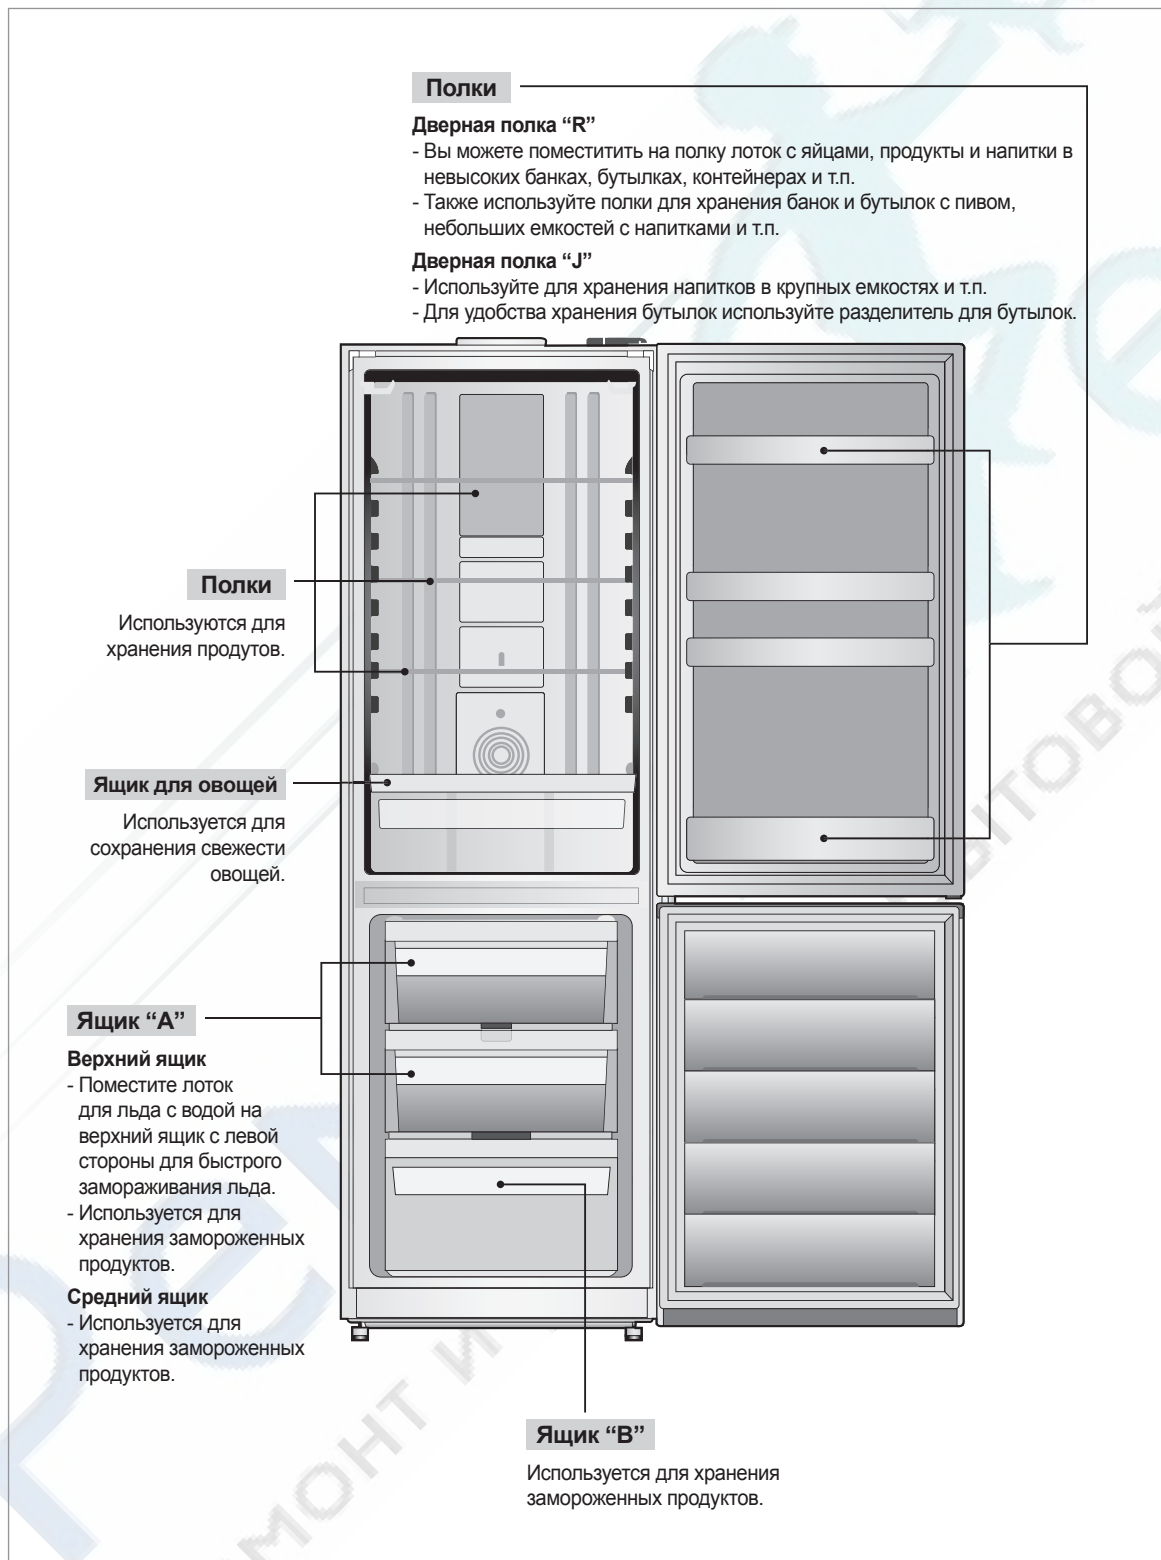 Полки
Дверная полка “R”
- Вы можете поместитить на полку лоток с яйцами, продукты и напитки в
невысоких банках, бутылках, контейнерах и т.п.
- Также используйте полки для хранения банок и бутылок с пивом,
небольших емкостей с напитками и т.п.
Дверная полка “J”
- Используйте для хранения напитков в крупных емкостях и т.п.
- Для удобства хранения бутылок используйте разделитель для бутылок.
Полки
Используются для
хранения продутов.
Ящик для овощей
Используется для
сохранения свежести
овощей.
Ящик “A”
Верхний ящик
- Поместите лоток
для льда с водой на
верхний ящик с левой
стороны для быстрого
замораживания льда.
- Используется для
хранения замороженных
продуктов.
Средний ящик
- Используется для
хранения замороженных
продуктов.
Ящик “B”
Используется для хранения
замороженных продуктов.